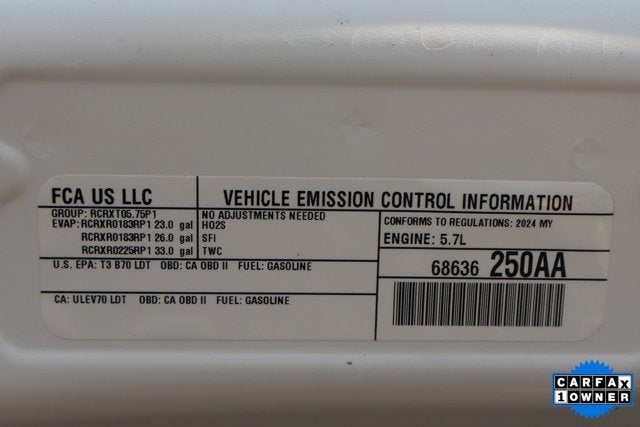 FCA US LLC
VEHICLE EMISSION CONTROL INFORMATION
GROUP: RCRXT05.75P1
EVAP: RCRXR0183RP1 23.0 gal
RCRXR0183RP1 26.0 gal
RCRXR0225RP1 33.0 gal
NO ADJUSTMENTS NEEDED
HO2S
SFI
TWC
CONFORMS TO REGULATIONS: 2024 MY
ENGINE: 5.7L
U.S. EPA: T3 B70 LDT OBD: CA OBD II FUEL: GASOLINE
68636 250AA
CA: ULEV70 LDT OBD: CA OBD II FUEL: GASOLINE
CARFAX
1 OWNER